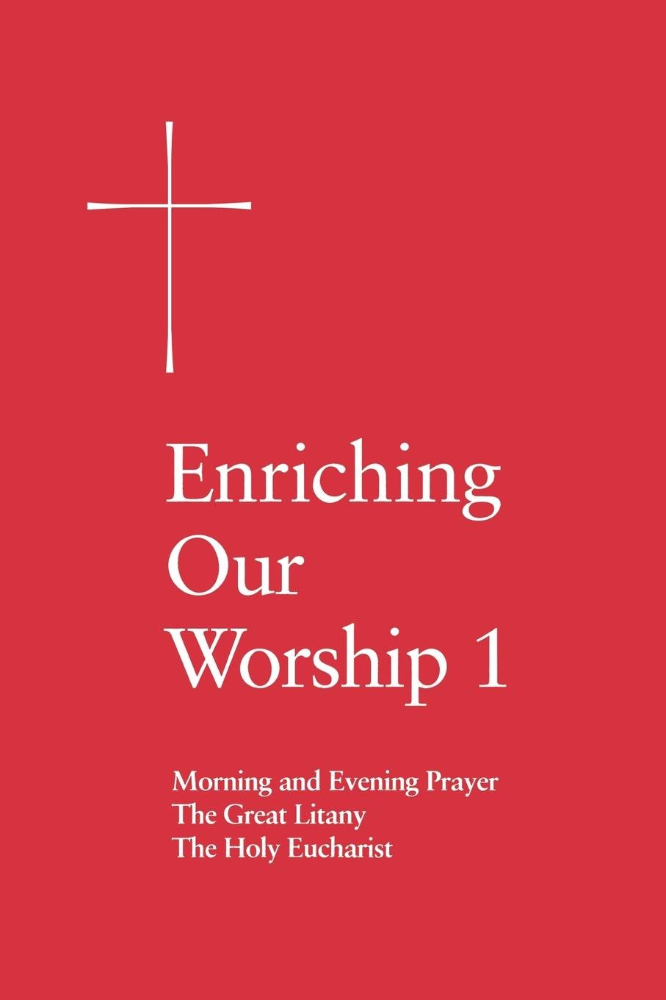 Enriching
Our
Worship 1
Morning and Evening Prayer
The Great Litany
The Holy Eucharist